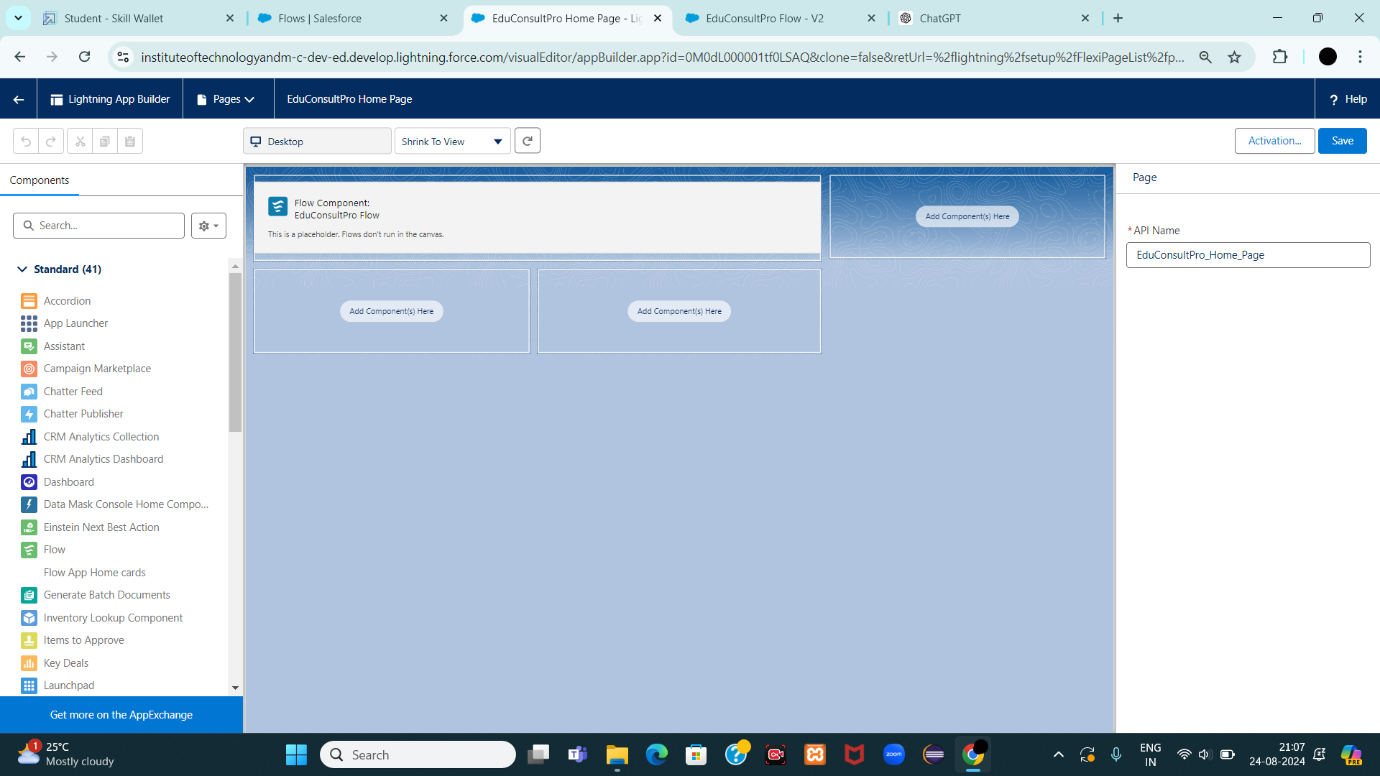 Student - Skill Wallet
Flows | Salesforce
EduConsultPro Home Page - Lig
EduConsultPro Flow - V2
ChatGPT
instituteoftechnologyandm-c-dev-ed.develop.lightning.force.com/visualEditor/appBuilder.app?id=0M0dL000001tf0LSAQ&clone=false&retUrl=%2flightning%2fsetup%2fFlexiPageList%2fp...
Lightning App Builder
Pages
EduConsultPro Home Page
? Help
Desktop
Shrink To View
Activation...
Save
Components
Search...
Standard (41)
Accordion
App Launcher
Assistant
Campaign Marketplace
Chatter Feed
Chatter Publisher
CRM Analytics Collection
CRM Analytics Dashboard
Dashboard
Data Mask Console Home Compo...
Einstein Next Best Action
Flow
Flow App Home cards
Generate Batch Documents
Inventory Lookup Component
Items to Approve
Key Deals
Launchpad
Get more on the AppExchange
Flow Component:
EduConsultPro Flow
This is a placeholder. Flows don't run in the canvas.
Add Component(s) Here
Add Component(s) Here
Add Component(s) Here
Page
*API Name
EduConsultPro_Home_Page
1
25°C
Mostly cloudy
Search
zoom
ENG
IN
21:07
24-08-2024
PRE